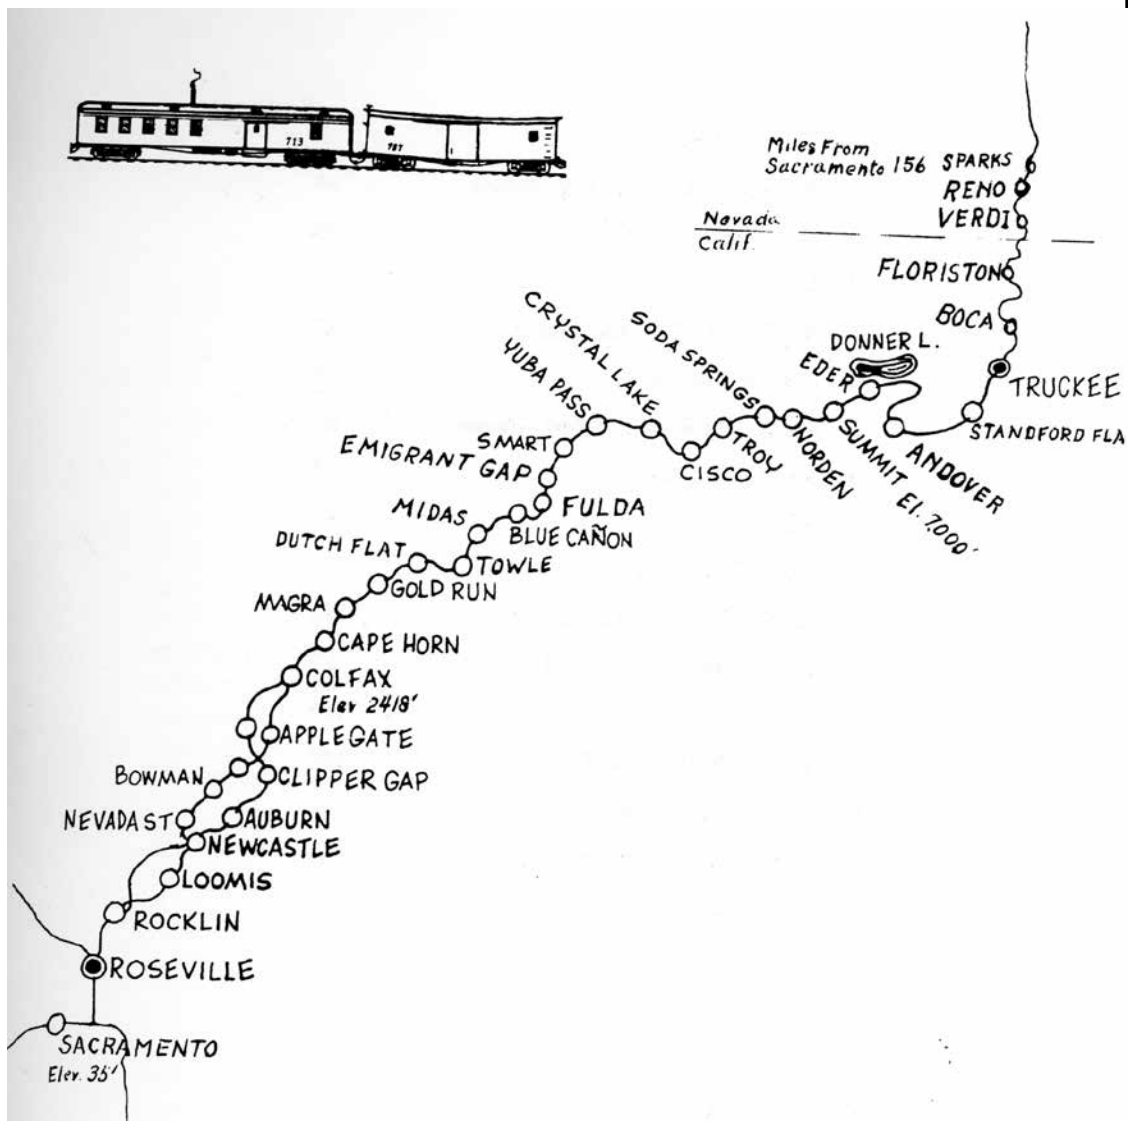 713
787
Miles From
Sacramento 156
SPARKS
RENO
VERDI
Nevada
Calif.
FLORISTON
BOCA
DONNER L.
TRUCKEE
STANDFORD FLA
EDER
ANDOVER
SUMMIT El. 7,000'
NORDEN
SODA SPRINGS
TROY
CISCO
CRYSTAL LAKE
YUBA PASS
SMART
EMIGRANT GAP
FULDA
BLUE CAÑON
MIDAS
TOWLE
DUTCH FLAT
GOLD RUN
MAGRA
CAPE HORN
COLFAX
Elev 2418'
APPLEGATE
BOWMAN
CLIPPER GAP
NEVADA ST
AUBURN
NEWCASTLE
LOOMIS
ROCKLIN
ROSEVILLE
SACRAMENTO
Elev. 35'